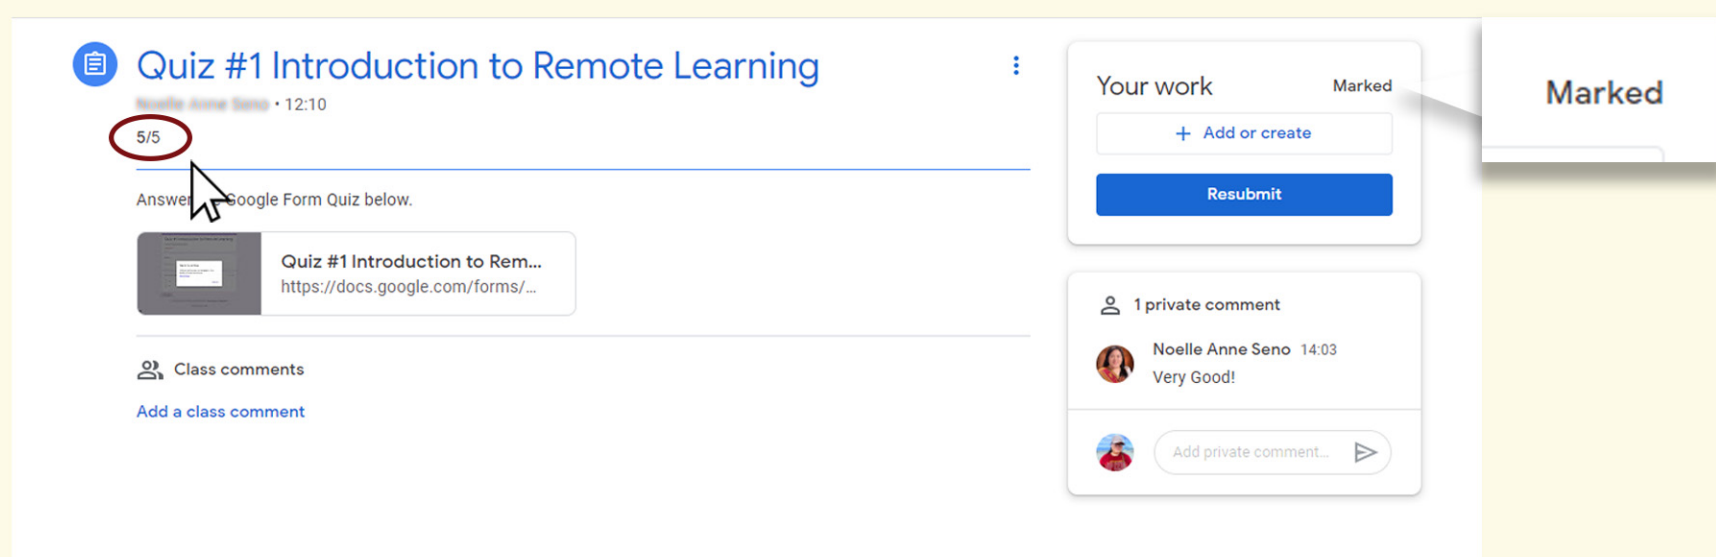 Quiz #1 Introduction to Remote Learning
• 12:10
5/5
Answer Google Form Quiz below.
Quiz #1 Introduction to Rem...
https://docs.google.com/forms/...
Class comments
Add a class comment
Your work Marked
+ Add or create
Resubmit
1 private comment
Noelle Anne Seno 14:03
Very Good!
Add private comment...
Marked